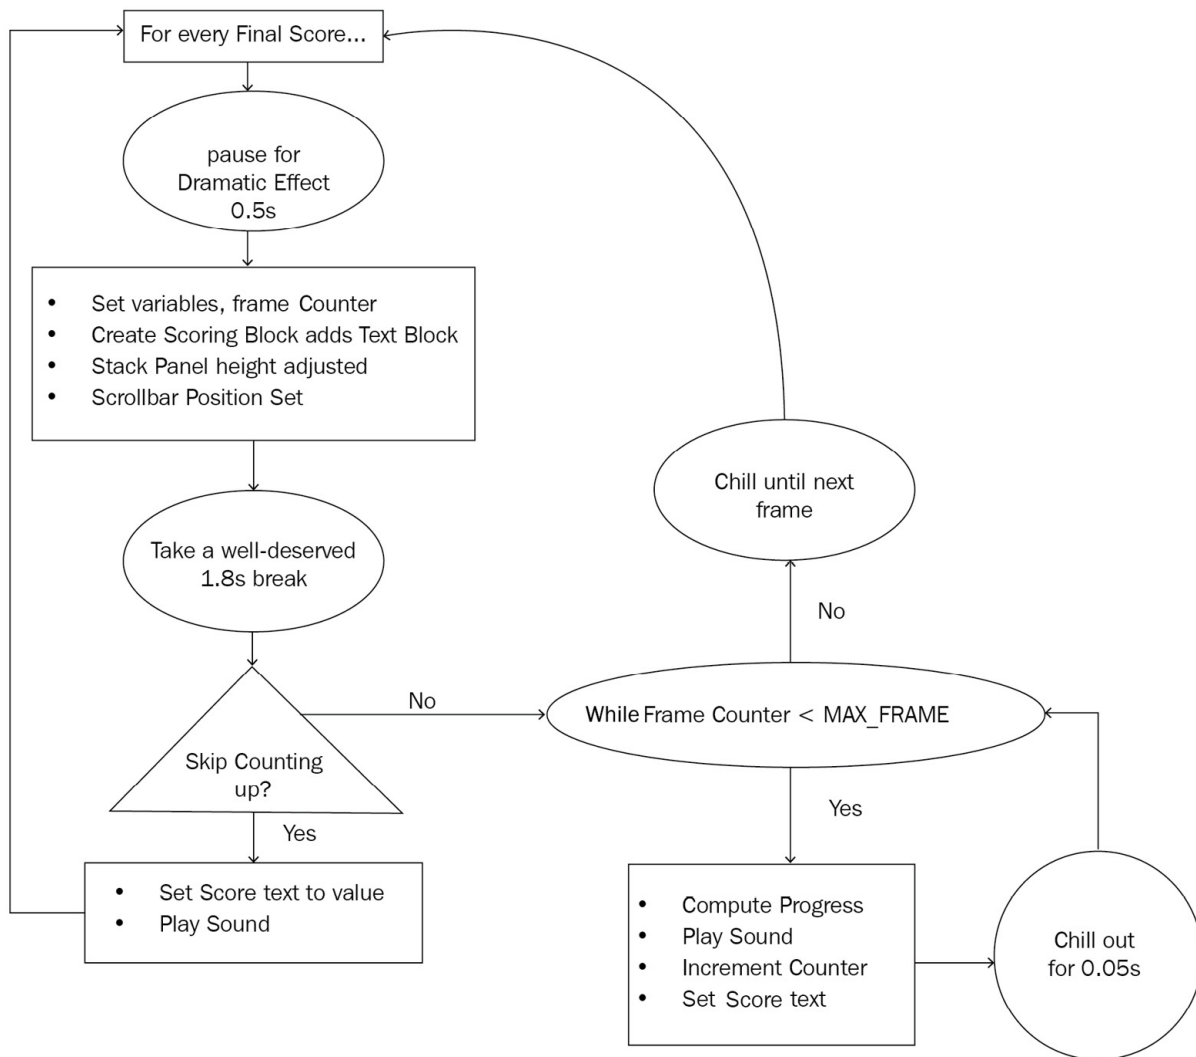 For every Final Score...
pause for
Dramatic Effect
0.5s
• Set variables, frame Counter
• Create Scoring Block adds Text Block
• Stack Panel height adjusted
• Scrollbar Position Set
Take a well-deserved
1.8s break
Skip Counting
up?
No
Yes
• Set Score text to value
• Play Sound
While Frame Counter < MAX_FRAME
No
Chill until next
frame
Yes
• Compute Progress
• Play Sound
• Increment Counter
• Set Score text
Chill out
for 0.05s